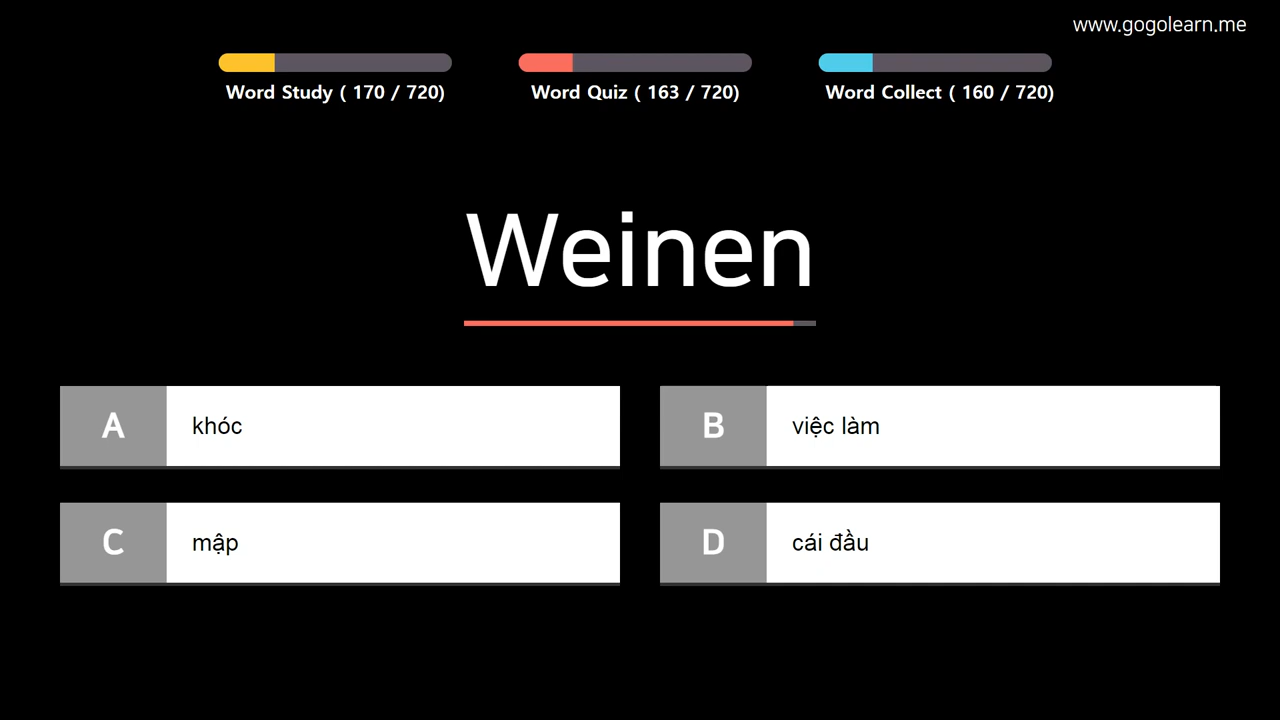 www.gogolearn.me
Word Study ( 170 / 720)
Word Quiz ( 163 / 720)
Word Collect ( 160 / 720)
Weinen
A khóc
B việc làm
C mập
D cái đầu